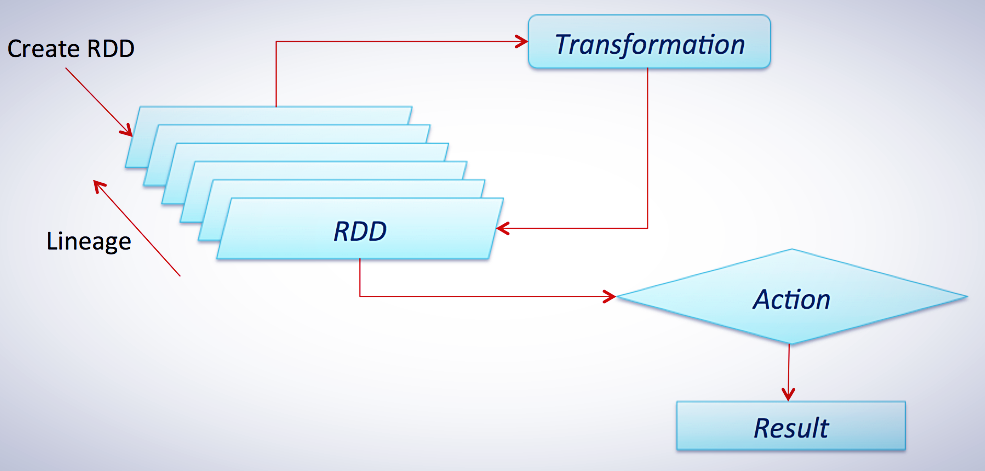 Create RDD
Transformation
Lineage
RDD
Action
Result